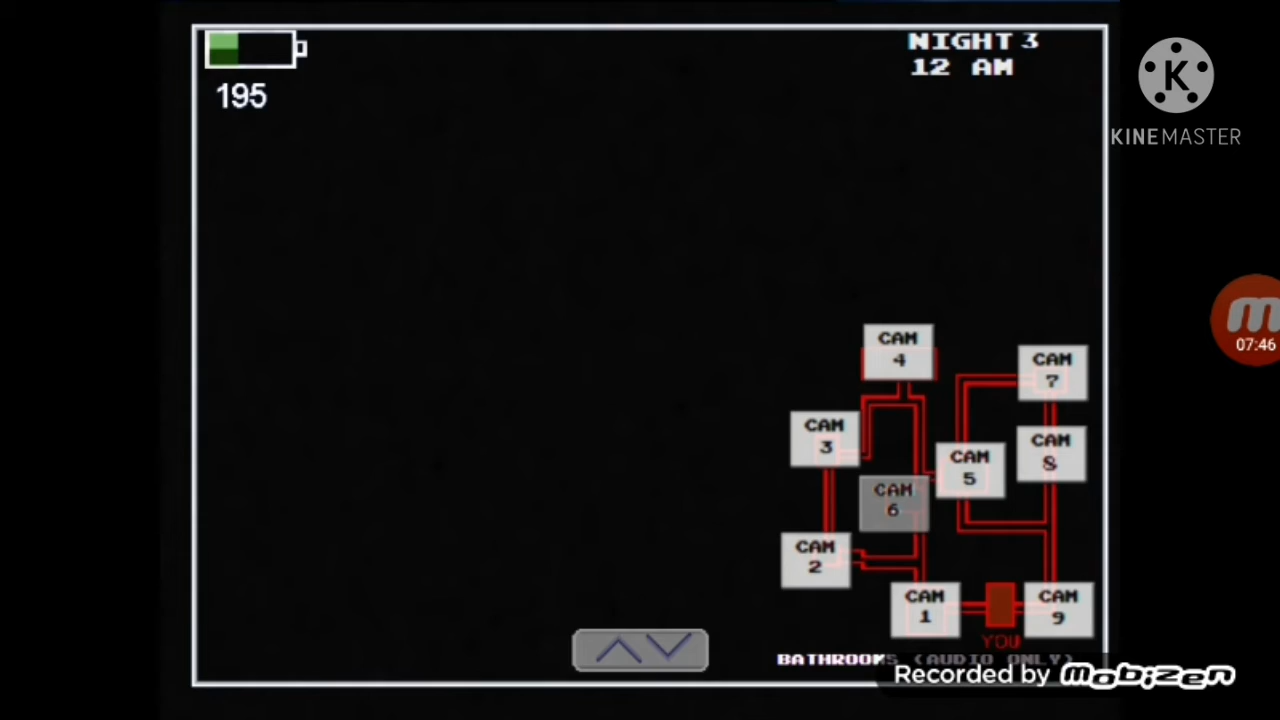 NIGHT 3
12 AM
195
K
KINEMASTER
07:46
CAM
4
CAM
7
CAM
3
CAM
8
CAM
5
CAM
6
CAM
2
CAM
1
CAM
9
YOU
BATHROOMS (AUDIO ONLY)
Recorded by mobizen